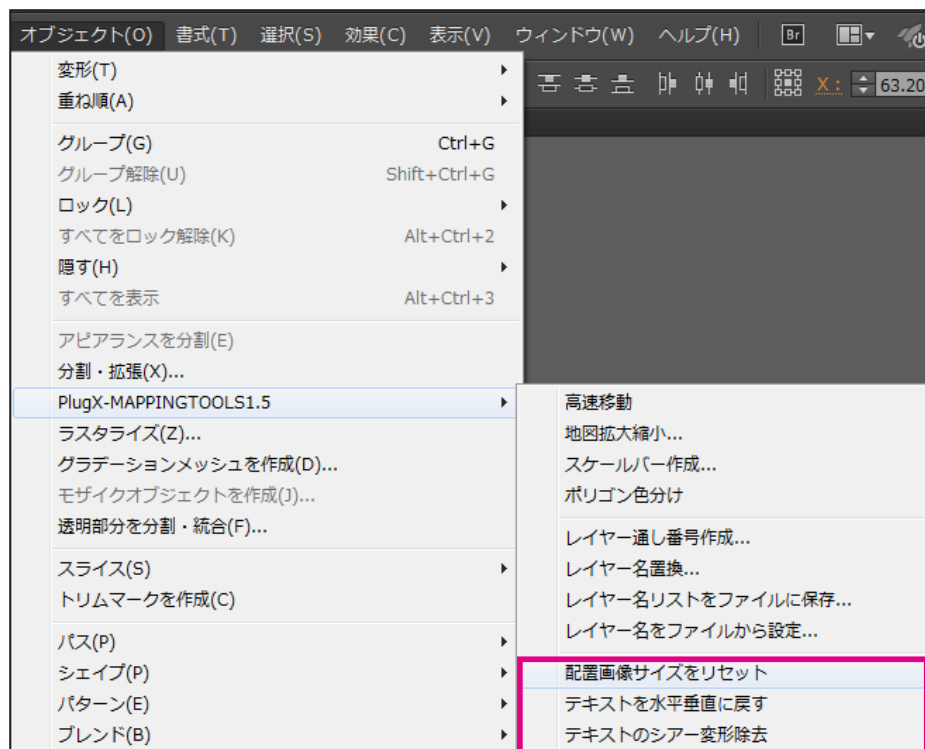 オブジェクト(O) 書式(T) 選択(S) 効果(C) 表示(V) ウィンドウ(W) ヘルプ(H) Br
X: 63.20
変形(T)
重ね順(A)
グループ(G) Ctrl+G
グループ解除(U) Shift+Ctrl+G
ロック(L)
すべてをロック解除(K) Alt+Ctrl+2
隠す(H)
すべてを表示 Alt+Ctrl+3
アピアランスを分割(E)
分割・拡張(X)...
PlugX-MAPPINGTOOLS1.5
ラスタライズ(Z)...
グラデーションメッシュを作成(D)...
モザイクオブジェクトを作成(J)...
透明部分を分割・統合(F)...
スライス(S)
トリムマークを作成(C)
パス(P)
シェイプ(P)
パターン(E)
ブレンド(B)
高速移動
地図拡大縮小...
スケールバー作成...
ポリゴン色分け
レイヤー通し番号作成...
レイヤー名置換...
レイヤー名リストをファイルに保存...
レイヤー名をファイルから設定...
配置画像サイズをリセット
テキストを水平垂直に戻す
テキストのシアー変形除去